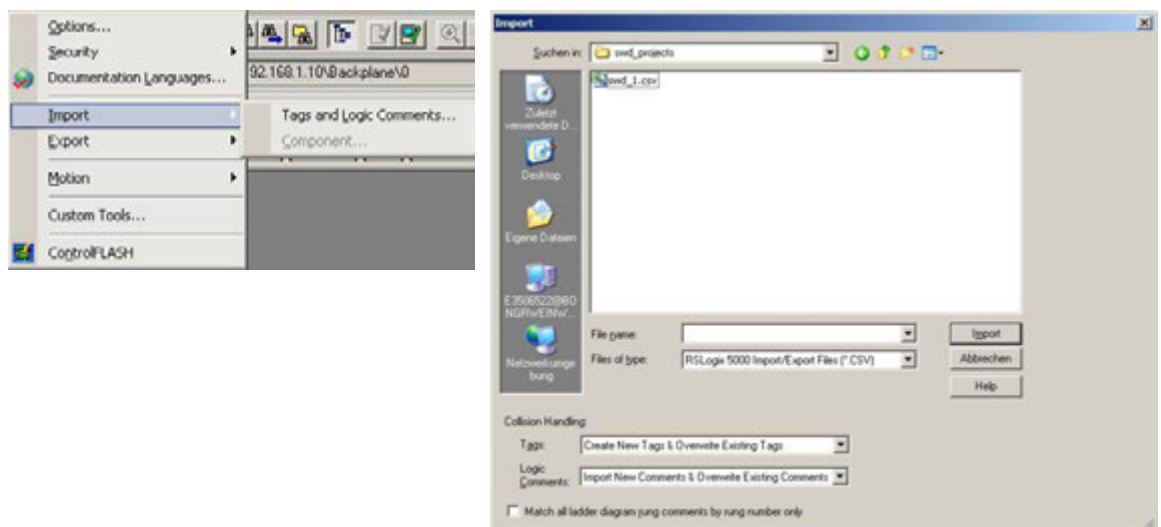 Options...
Security
Documentation Languages...
92.168.1.10\Backplane\0
Import
Tags and Logic Comments...
Component...
Export
Motion
Custom Tools...
ControlFLASH
Import
Suchen in:
swd_projects
swd_1.csv
Zuletzt
verwendete D...
Desktop
Eigene Dateien
Netzwerkumge
bung
File name:
Import
Files of type:
RSLogix 5000 Import/Export Files (*.CSV)
Abbrechen
Help
Collision Handling
Tags:
Create New Tags & Overwrite Existing Tags
Logic
Comments:
Import New Comments & Overwrite Existing Comments
Match all ladder diagram rung comments by rung number only